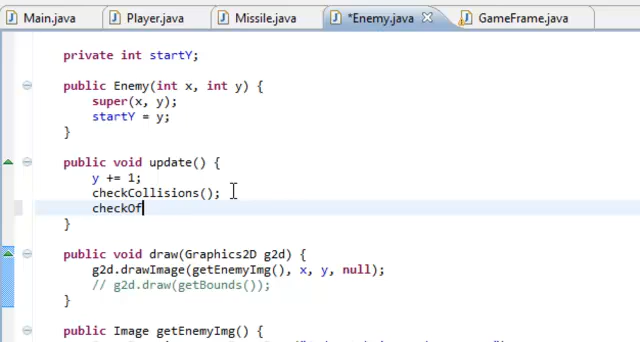 Main.java Player.java Missile.java *Enemy.java GameFrame.java
private int startY;
public Enemy(int x, int y) {
super(x, y);
startY = y;
}
public void update() {
y += 1;
checkCollisions();
checkOf
}
public void draw(Graphics2D g2d) {
g2d.drawImage(getEnemyImg(), x, y, null);
// g2d.draw(getBounds());
}
public Image getEnemyImg() {